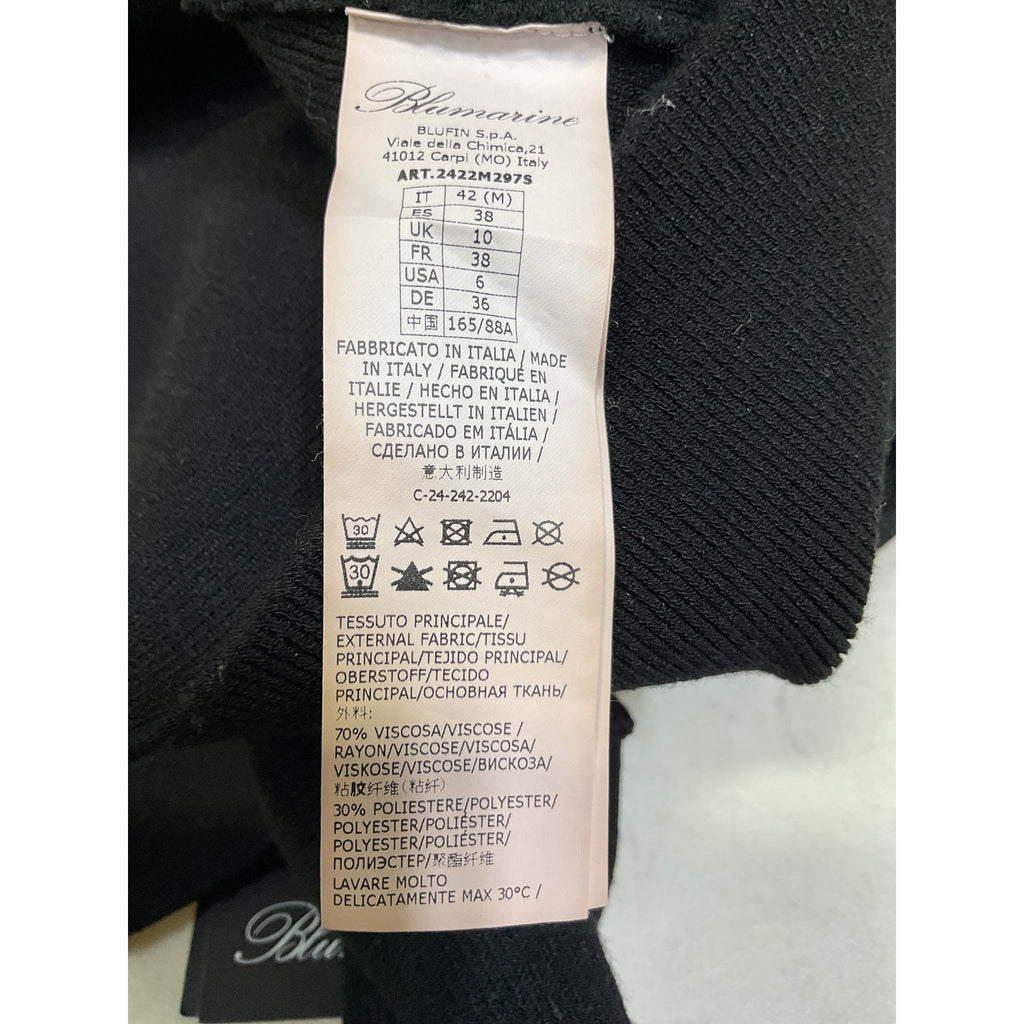 Blumarine
BLUFIN S.p.A.
Viale della Chimica,21
41012 Carpi (MO) Italy
ART.2422M297S
IT 42 (M)
ES 38
UK 10
FR 38
USA 6
DE 36
中国 165/88A
FABBRICATO IN ITALIA / MADE
IN ITALY / FABRIQUÉ EN
ITALIE / HECHO EN ITALIA /
HERGESTELLT IN ITALIEN /
FABRICADO EM ITÁLIA /
СДЕЛАНО В ИТАЛИИ /
意大利制造
C-24-242-2204
30
30
TESSUTO PRINCIPALE/
EXTERNAL FABRIC/TISSU
PRINCIPAL/TEJIDO PRINCIPAL/
OBERSTOFF/TECIDO
PRINCIPAL/ОСНОВНАЯ ТКАНЬ/
外料:
70% VISCOSA/VISCOSE /
RAYON/VISCOSE/VISCOSA/
VISKOSE/VISCOSE/ВИСКОЗА/
粘胶纤维(粘纤)
30% POLIESTERE/POLYESTER/
POLYESTER/POLIÉSTER/
POLYESTER/POLIÉSTER/
ПОЛИЭСТЕР/聚酯纤维
LAVARE MOLTO
DELICATAMENTE MAX 30°C /
Blu